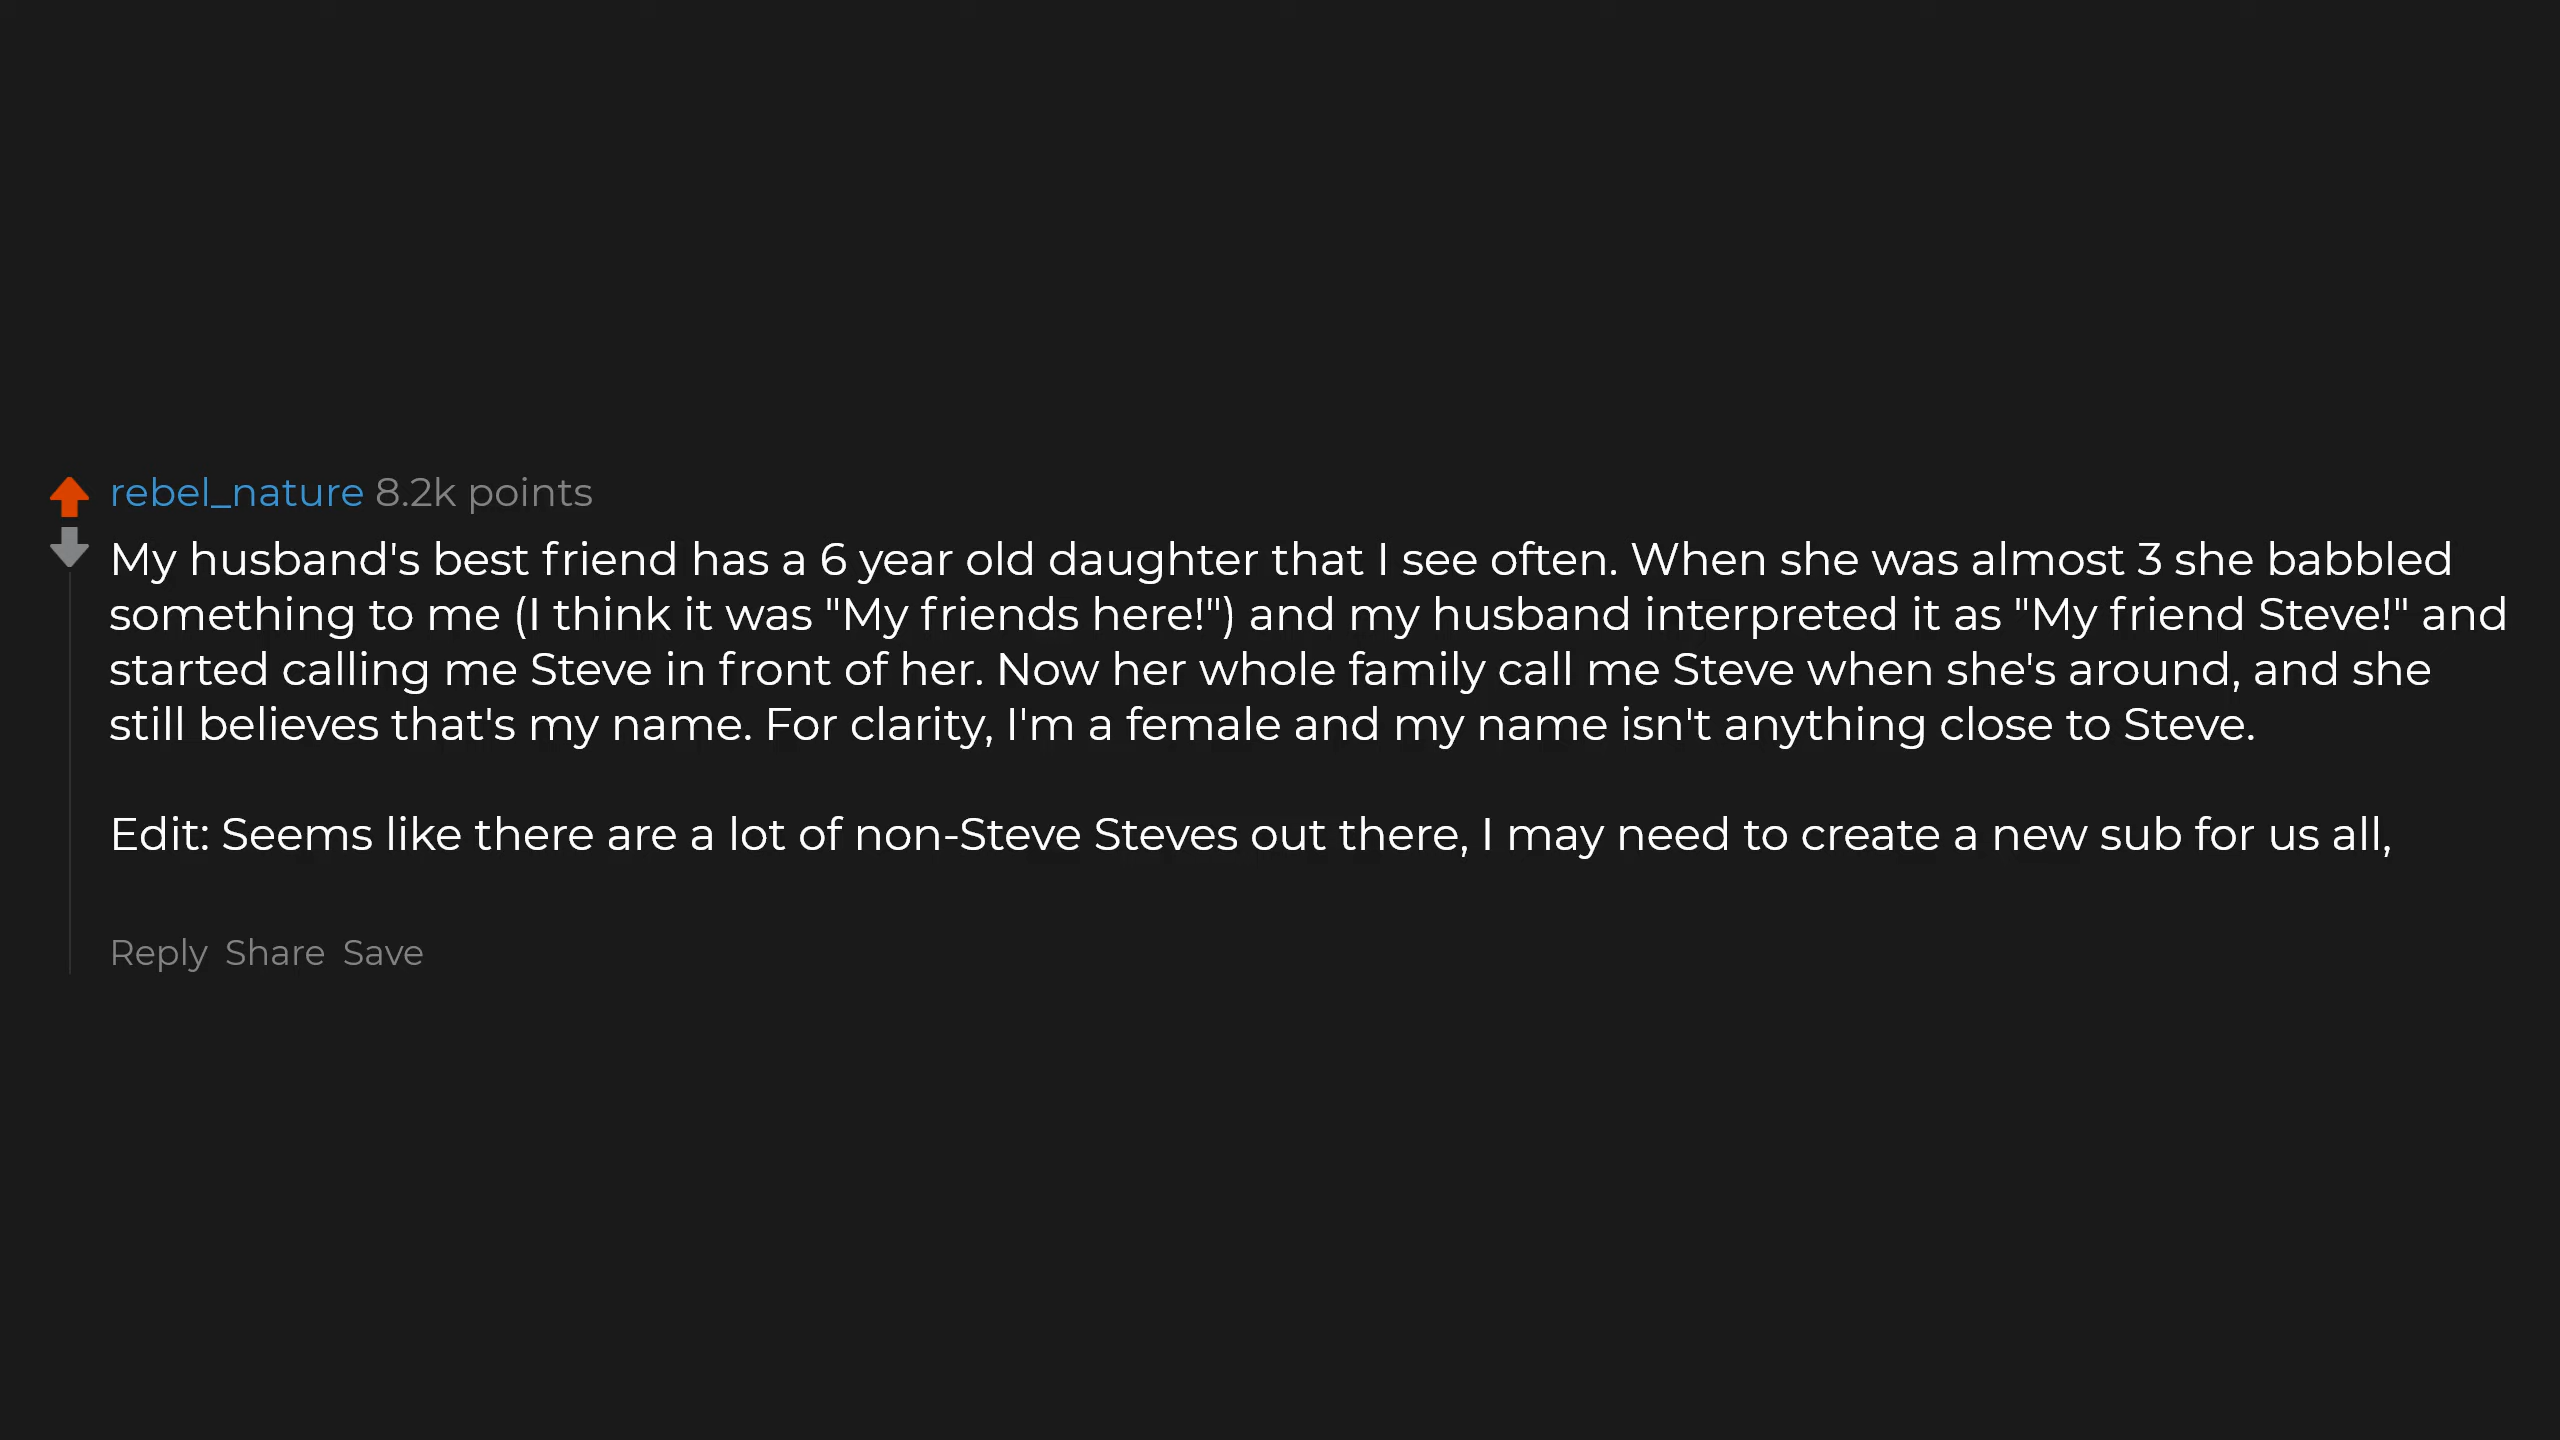 rebel_nature 8.2k points
My husband's best friend has a 6 year old daughter that I see often. When she was almost 3 she babbled
something to me (I think it was "My friends here!") and my husband interpreted it as "My friend Steve!" and
started calling me Steve in front of her. Now her whole family call me Steve when she's around, and she
still believes that's my name. For clarity, I'm a female and my name isn't anything close to Steve.
Edit: Seems like there are a lot of non-Steve Steves out there, I may need to create a new sub for us all,
Reply Share Save